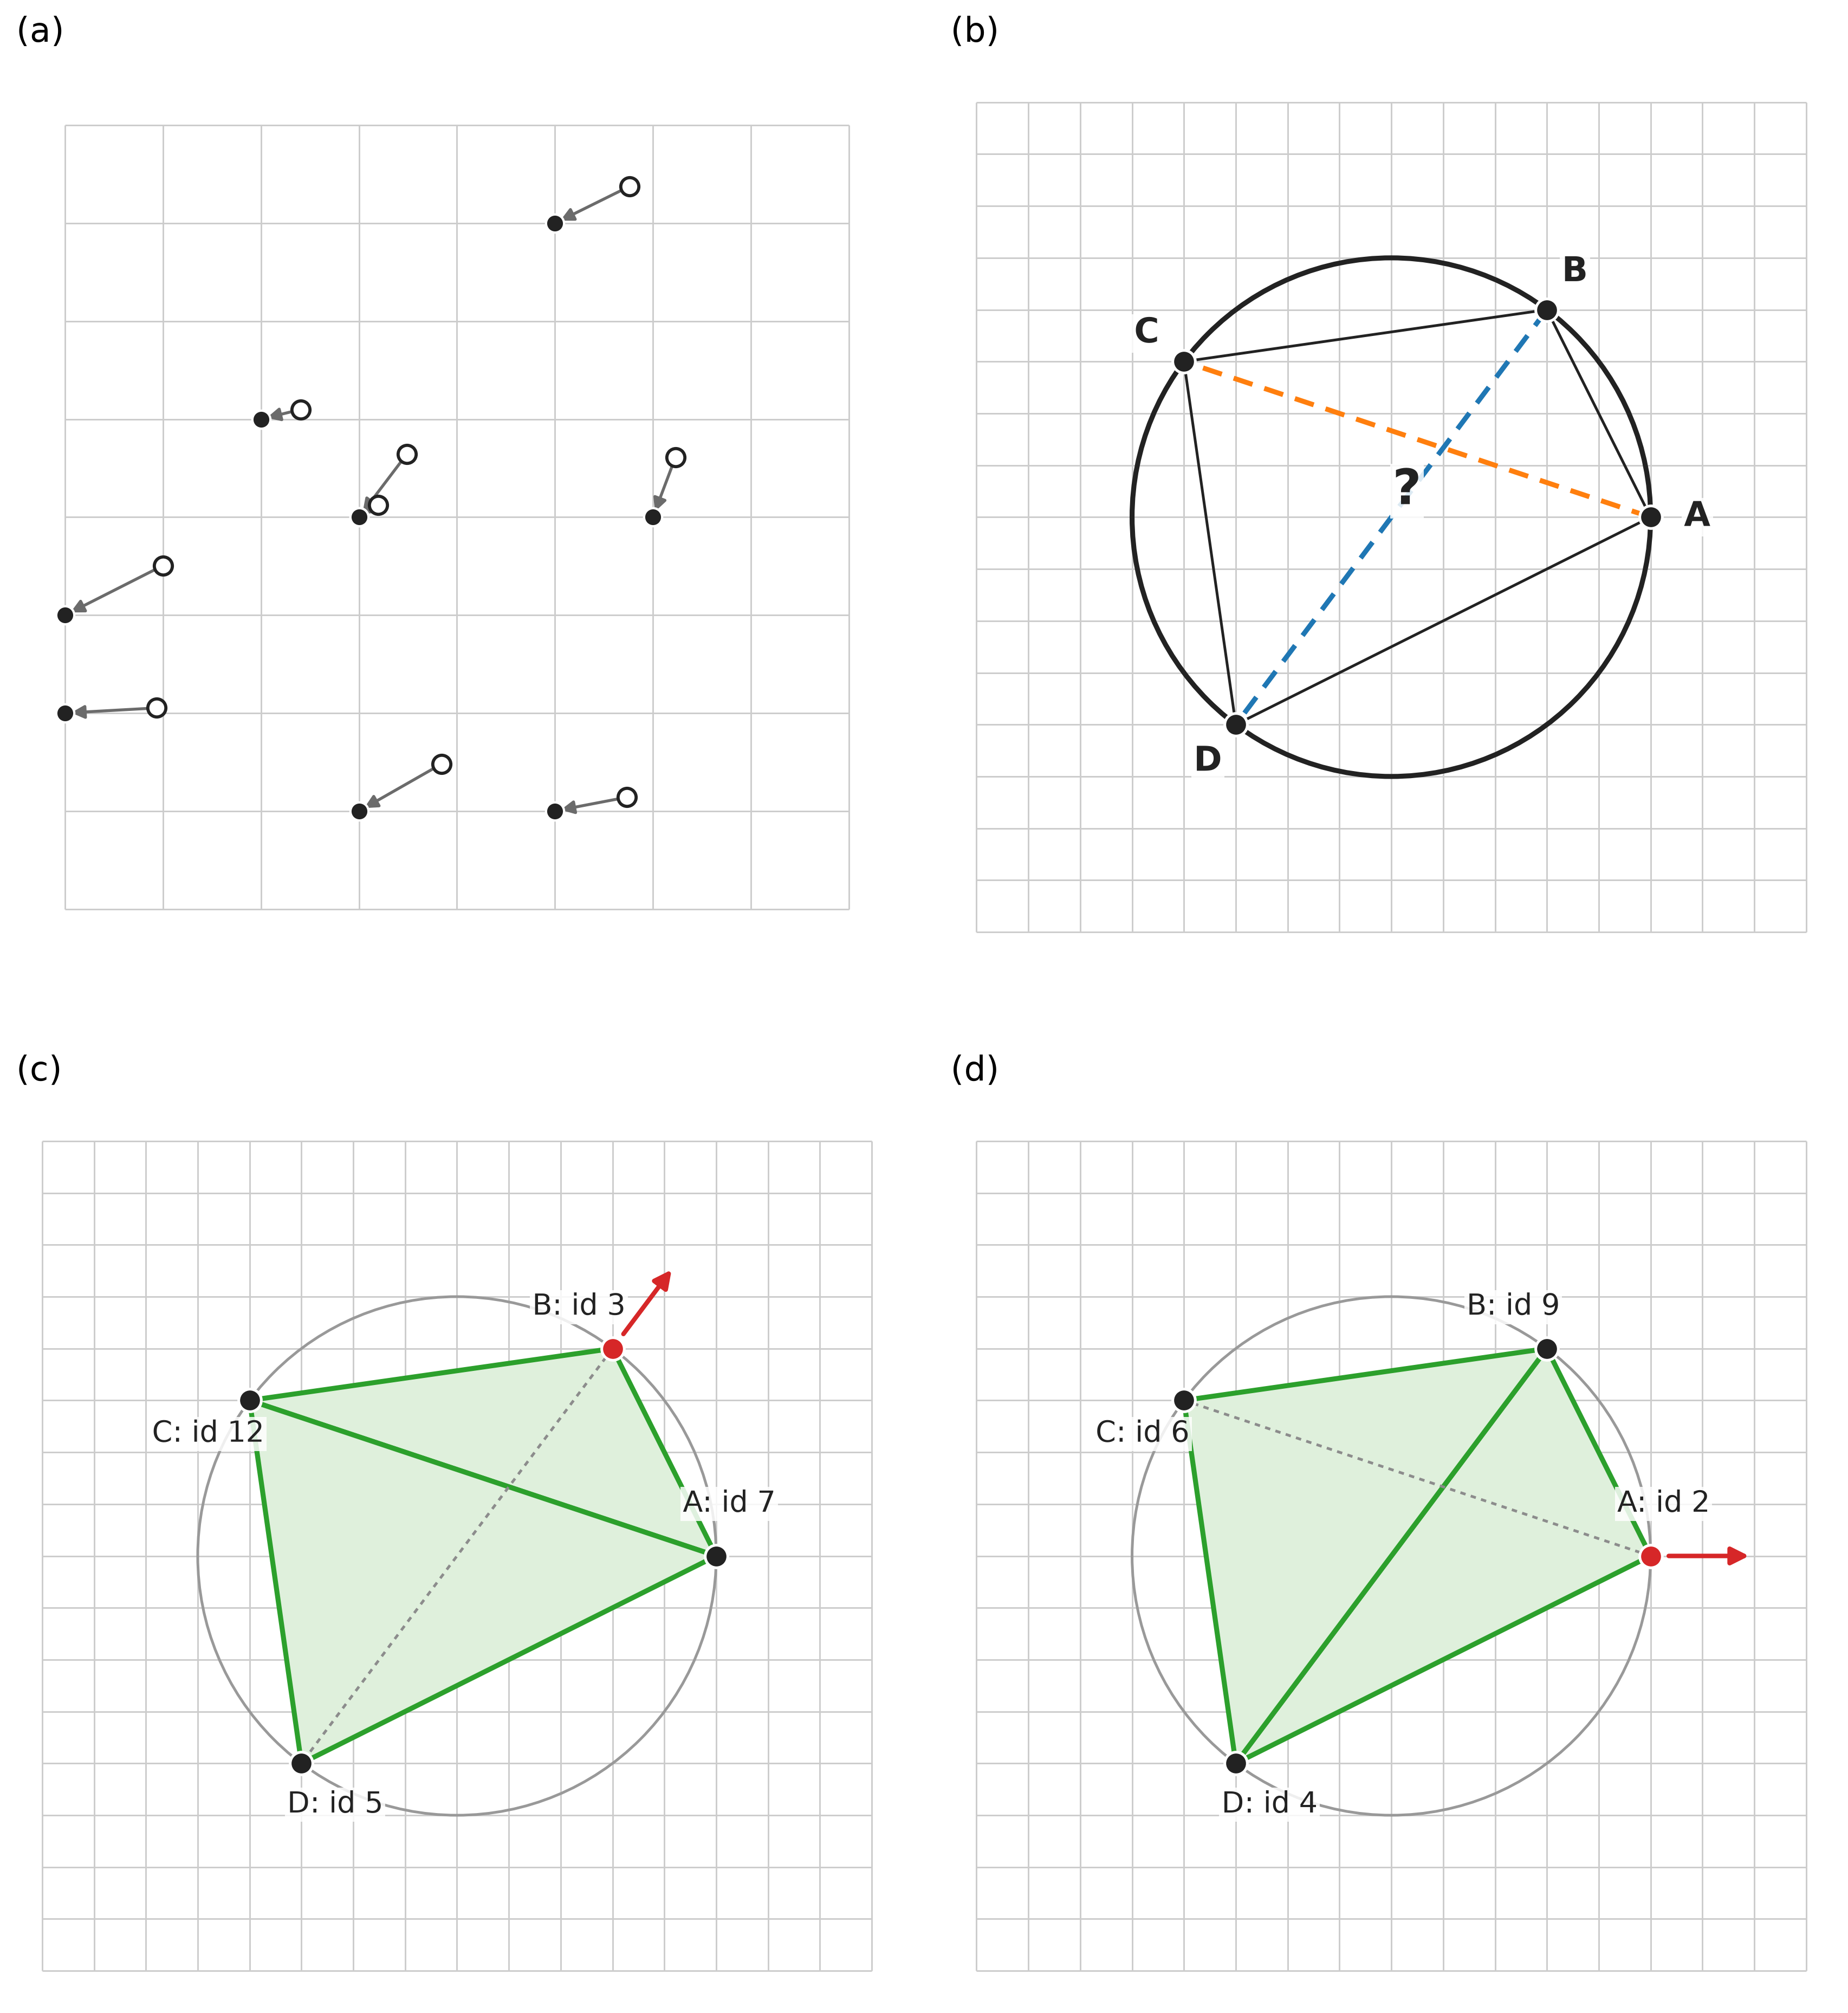 (a)
(b)
B
C
?
A
D
(c)
B: id 3
C: id 12
A: id 7
D: id 5
(d)
B: id 9
C: id 6
A: id 2
D: id 4